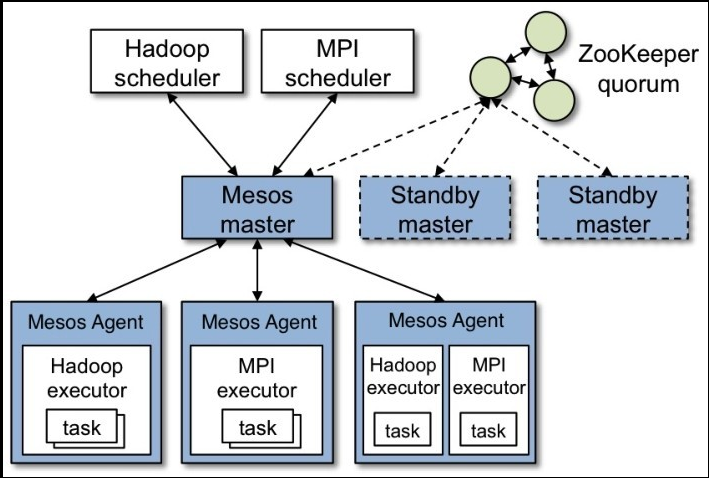 Hadoop
scheduler
MPI
scheduler
ZooKeeper
quorum
Mesos
master
Standby
master
Standby
master
Mesos Agent
Hadoop
executor
task
Mesos Agent
MPI
executor
task
Mesos Agent
Hadoop
executor
task
MPI
executor
task